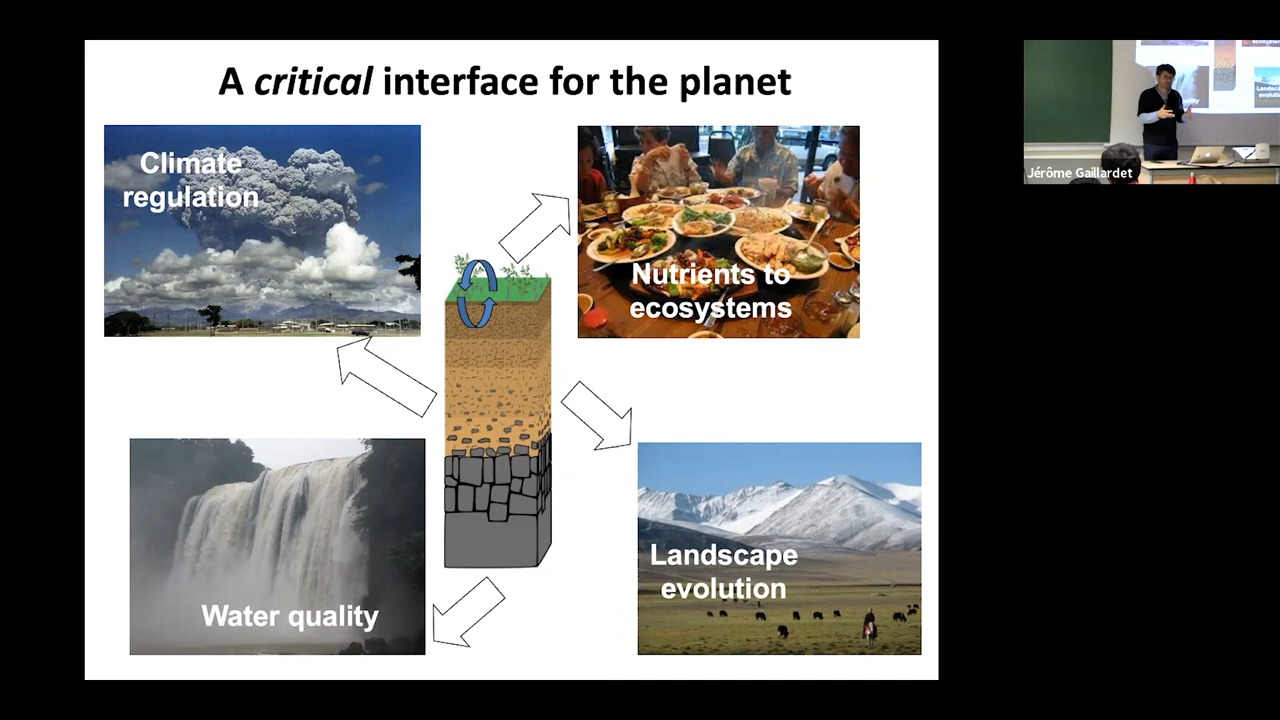 A critical interface for the planet
Climate
regulation
Nutrients to
ecosystems
Landscape
evolution
Water quality
Jérôme Gaillardet